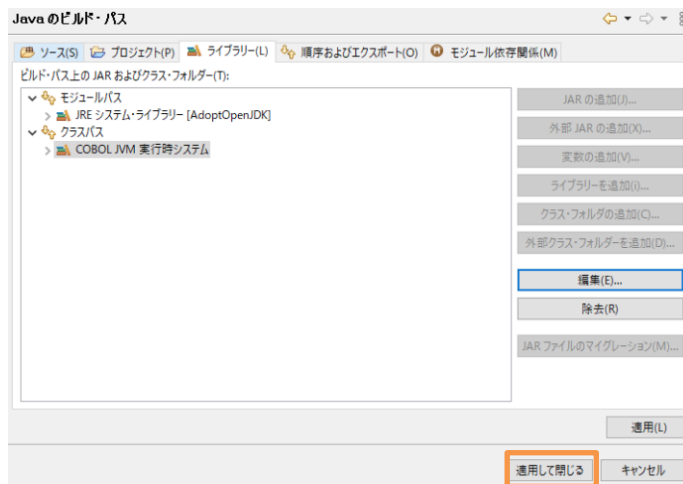 Java のビルド・パス
ソース(S) プロジェクト(P) ライブラリー(L) 順序およびエクスポート(O) モジュール依存関係(M)
ビルド・パス上の JAR およびクラス・フォルダー(T):
モジュールパス
JRE システム・ライブラリー [AdoptOpenJDK]
クラスパス
COBOL JVM 実行時システム
JAR の追加(J)...
外部 JAR の追加(X)...
変数の追加(V)...
ライブラリーを追加(i)...
クラス・フォルダの追加(C)...
外部クラス・フォルダーを追加(D)...
編集(E)...
除去(R)
JAR ファイルのマイグレーション(M)...
適用(L)
適用して閉じる キャンセル